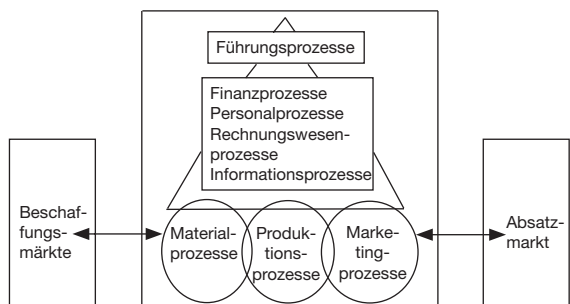 Führungsprozesse
Finanzprozesse
Personalprozesse
Rechnungswesen-
prozesse
Informationsprozesse
Beschaf-
fungs-
märkte
Material-
prozesse
Produk-
tions-
prozesse
Marke-
ting-
prozesse
Absatz-
markt